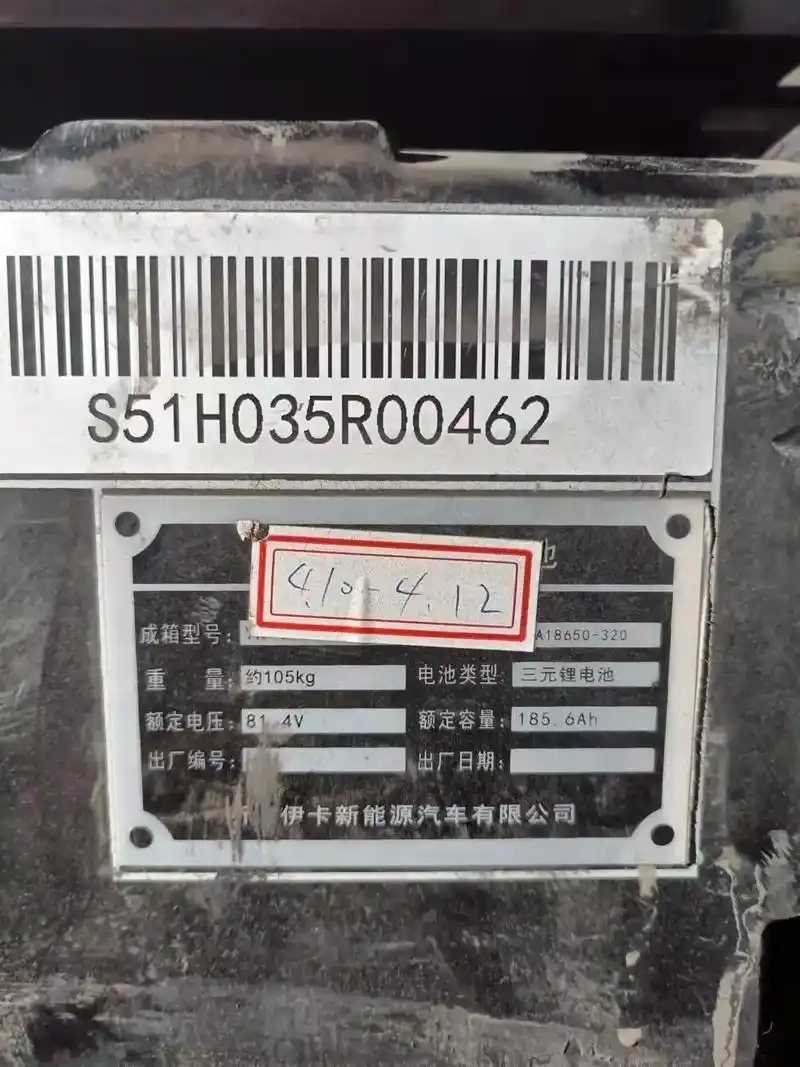 S51H035R00462
池
4.10-4.12
成箱型号: A18650-320
重 量: 约105kg 电池类型: 三元锂电池
额定电压: 81.4V 额定容量: 185.6Ah
出厂编号: 出厂日期:
伊卡新能源汽车有限公司